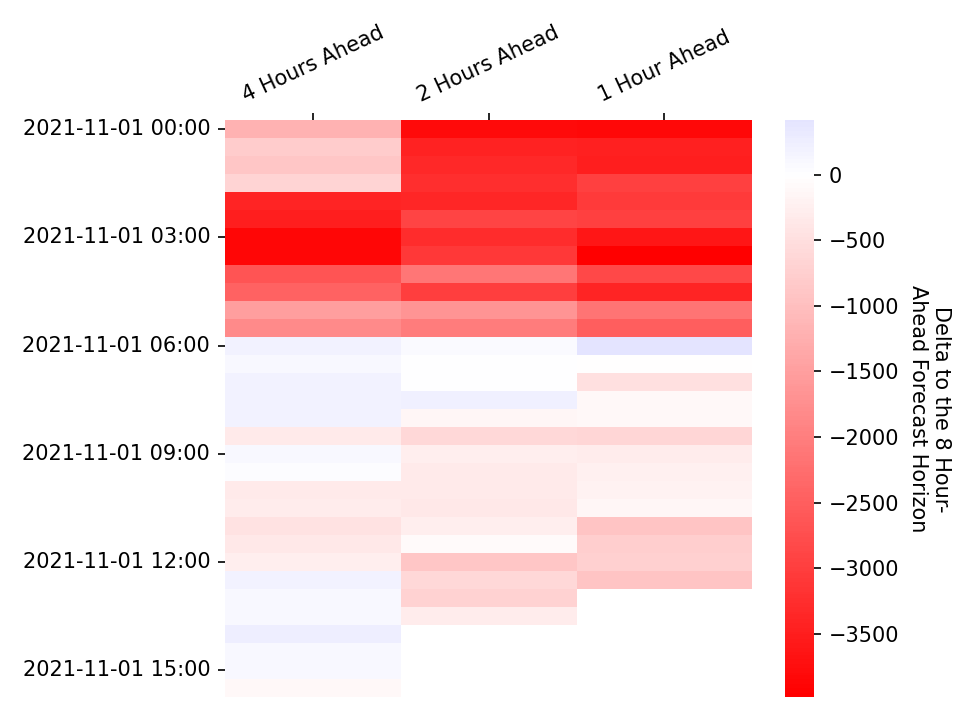 4 Hours Ahead
2 Hours Ahead
1 Hour Ahead
2021-11-01 00:00
2021-11-01 03:00
2021-11-01 06:00
2021-11-01 09:00
2021-11-01 12:00
2021-11-01 15:00
0
−500
−1000
−1500
−2000
−2500
−3000
−3500
Delta to the 8 Hour-
Ahead Forecast Horizon